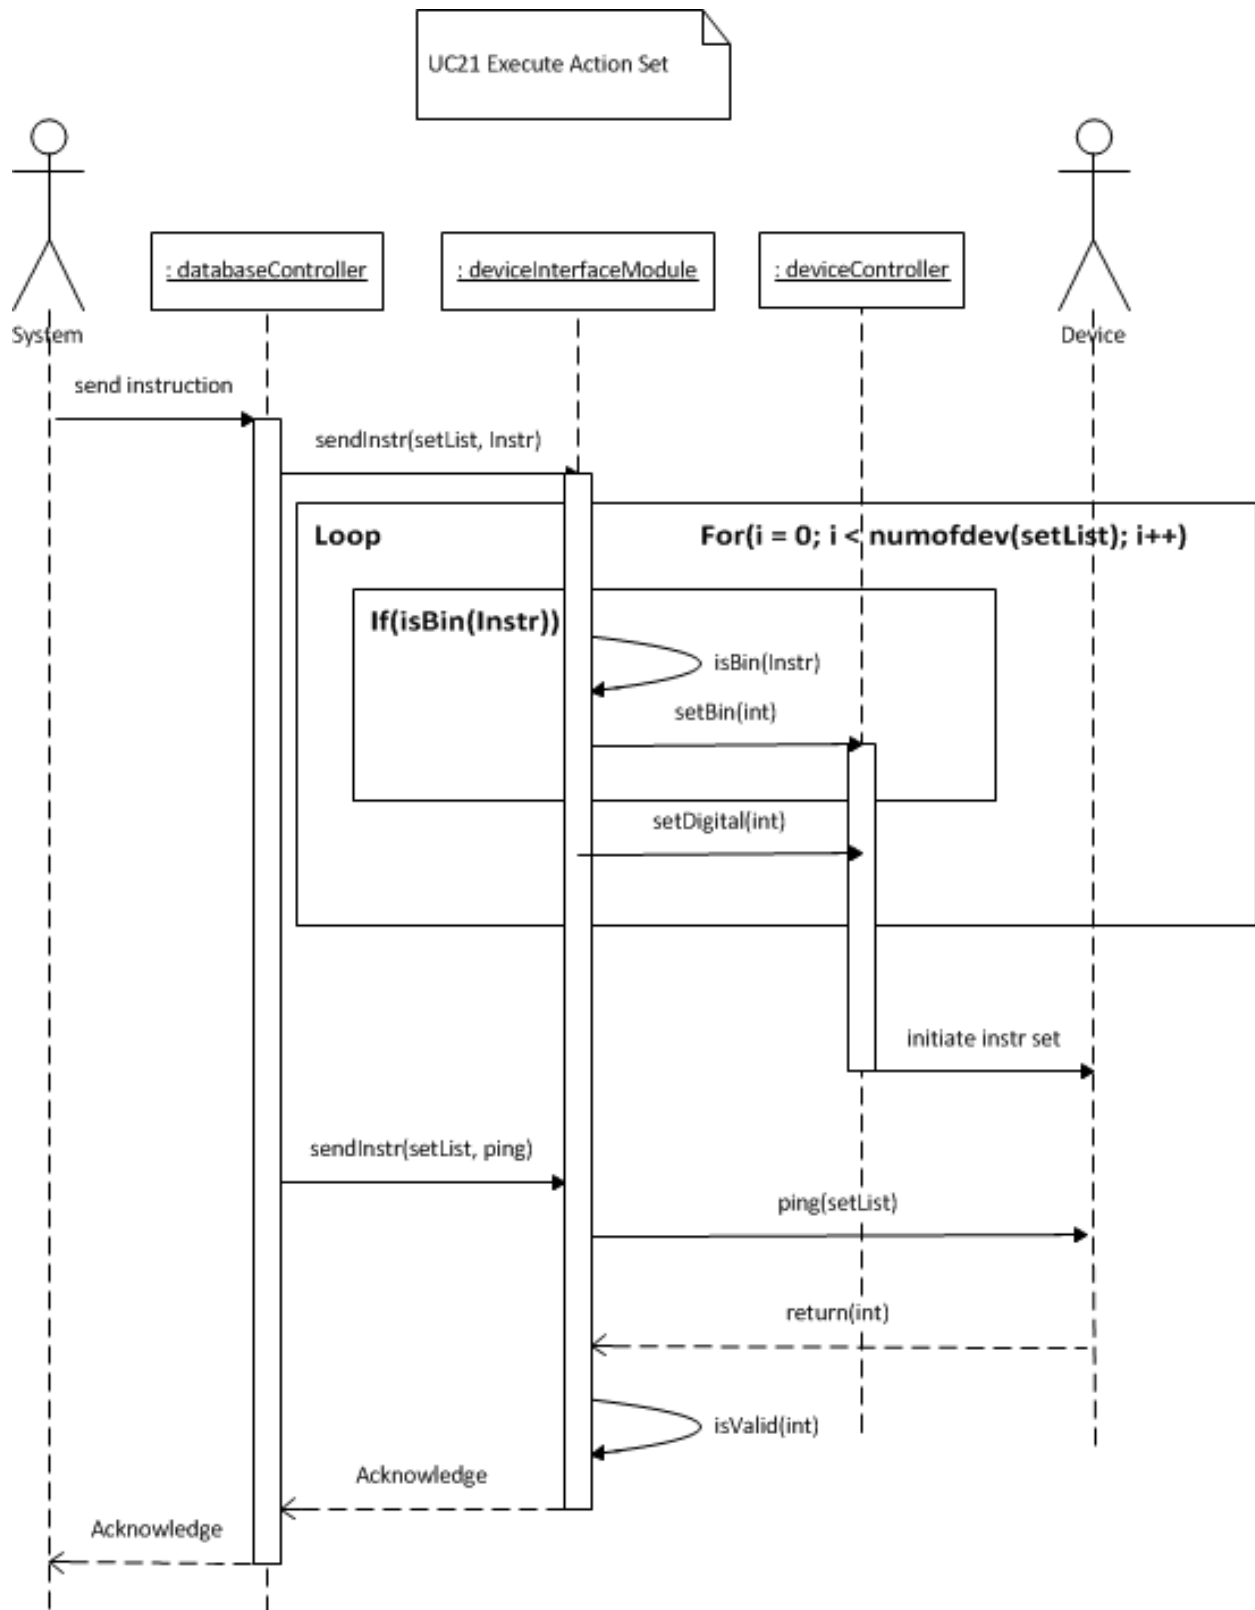 UC21 Execute Action Set
: databaseController
: deviceInterfaceModule
: deviceController
System
Device
send instruction
sendInstr(setList, Instr)
Loop
For(i = 0; i < numofdev(setList); i++)
If(isBin(Instr))
isBin(Instr)
setBin(int)
setDigital(int)
initiate instr set
sendInstr(setList, ping)
ping(setList)
return(int)
isValid(int)
Acknowledge
Acknowledge